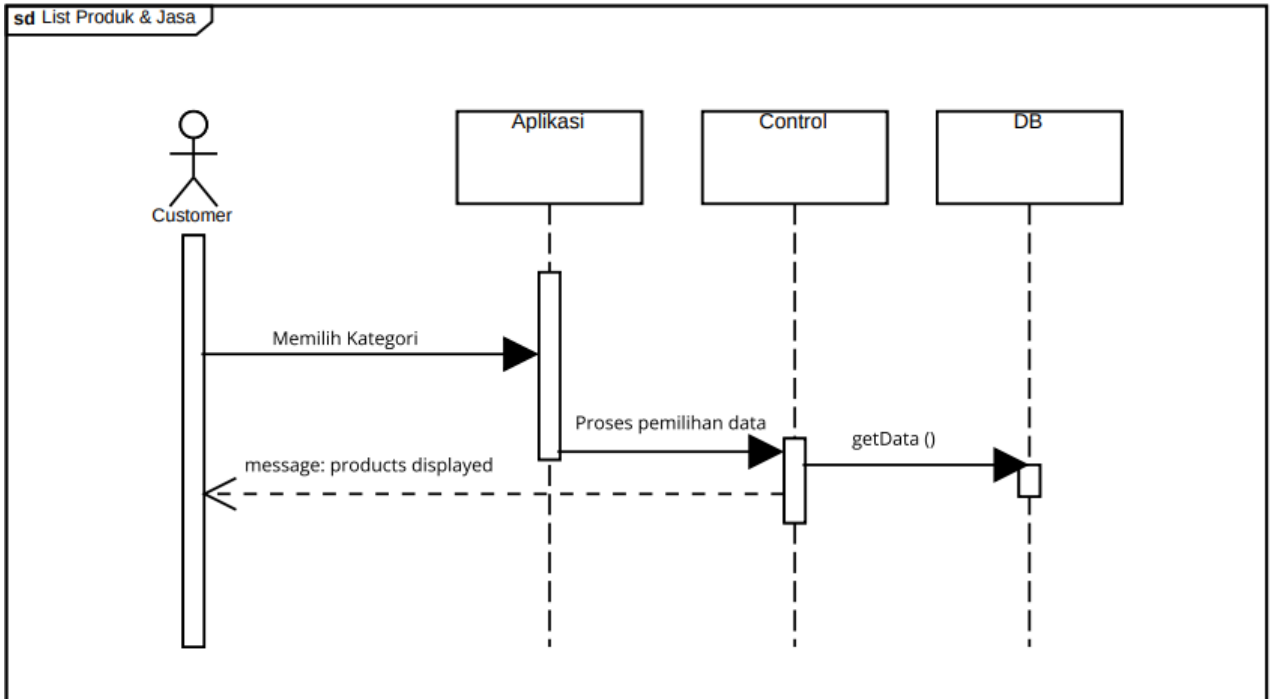 sd List Produk & Jasa
Aplikasi
Control
DB
Customer
Memilih Kategori
Proses pemilihan data
getData ()
message: products displayed